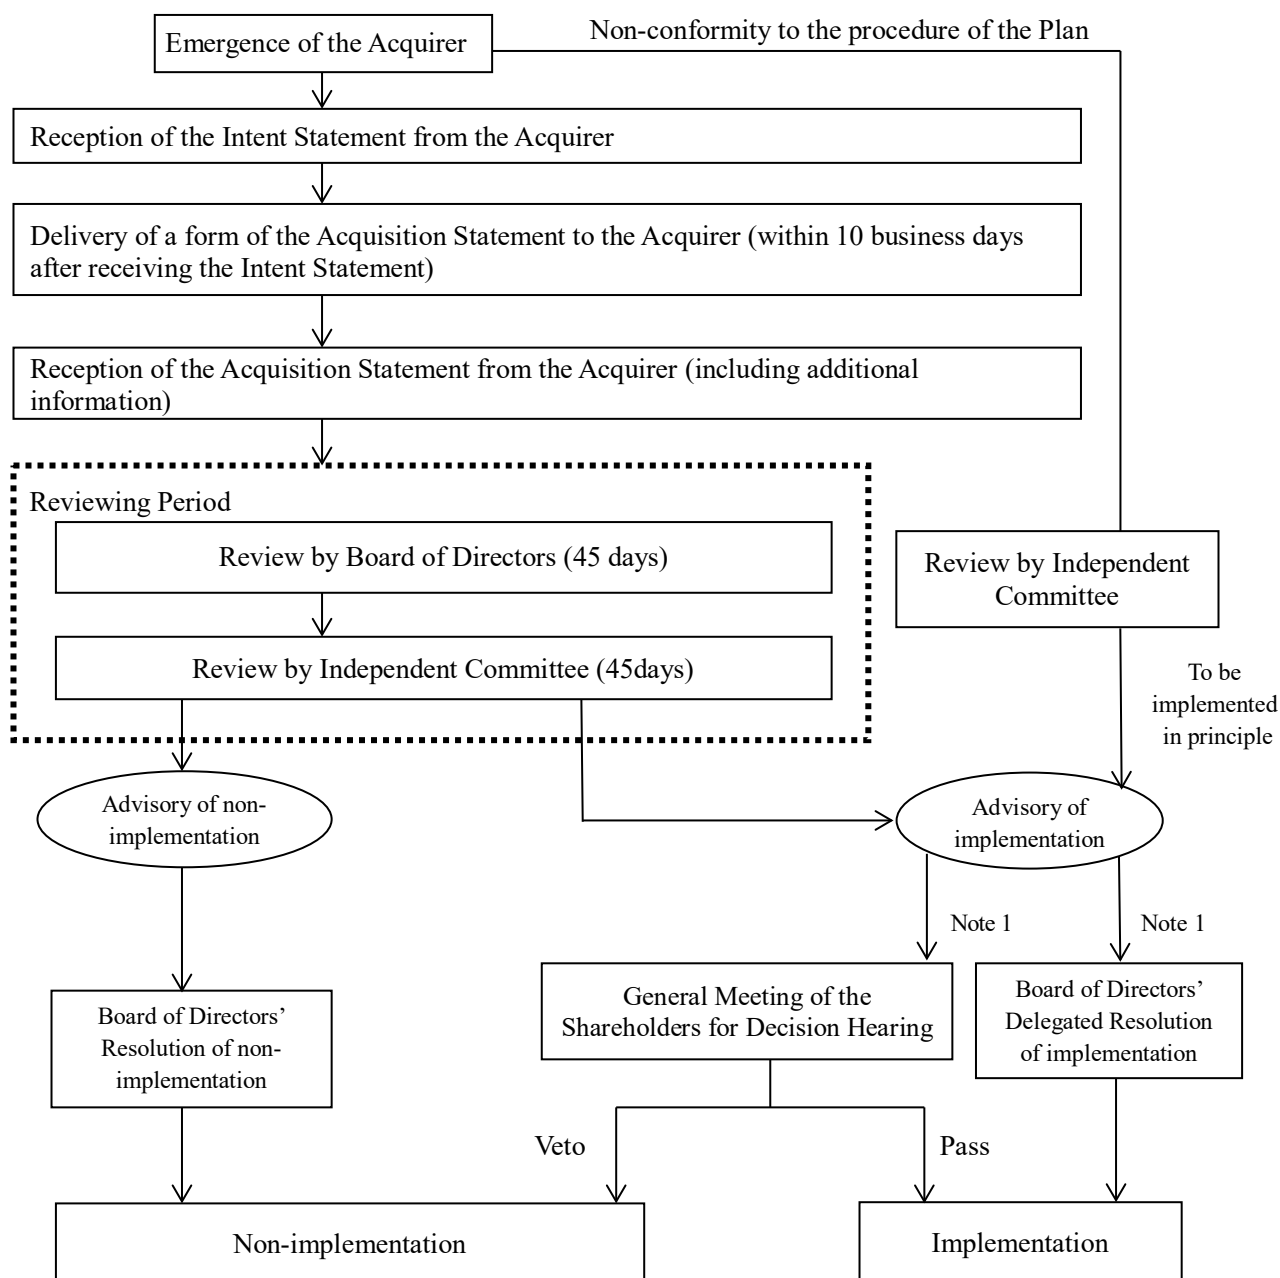 Emergence of the Acquirer
Non-conformity to the procedure of the Plan
Reception of the Intent Statement from the Acquirer
Delivery of a form of the Acquisition Statement to the Acquirer (within 10 business days
after receiving the Intent Statement)
Reception of the Acquisition Statement from the Acquirer (including additional
information)
Reviewing Period
Review by Board of Directors (45 days)
Review by Independent Committee (45days)
Review by Independent
Committee
To be
implemented
in principle
Advisory of non-
implementation
Advisory of
implementation
Note 1
Note 1
Board of Directors’
Resolution of non-
implementation
General Meeting of the
Shareholders for Decision Hearing
Board of Directors’
Delegated Resolution
of implementation
Veto
Pass
Non-implementation
Implementation